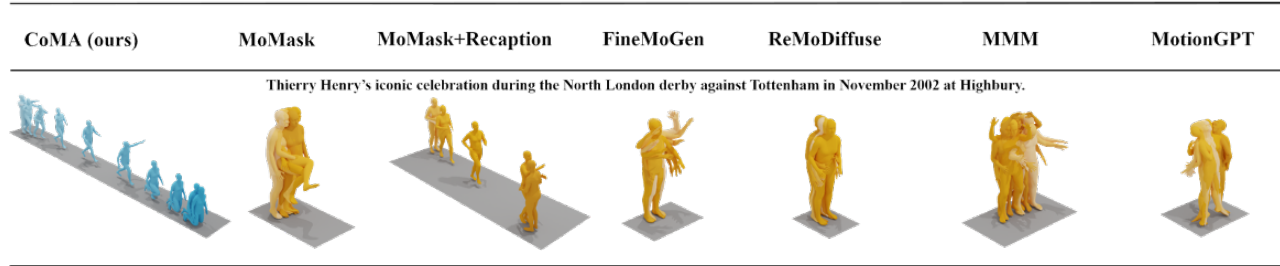 CoMA (ours) MoMask MoMask+Recaption FineMoGen ReMoDiffuse MMM MotionGPT
Thierry Henry's iconic celebration during the North London derby against Tottenham in November 2002 at Highbury.